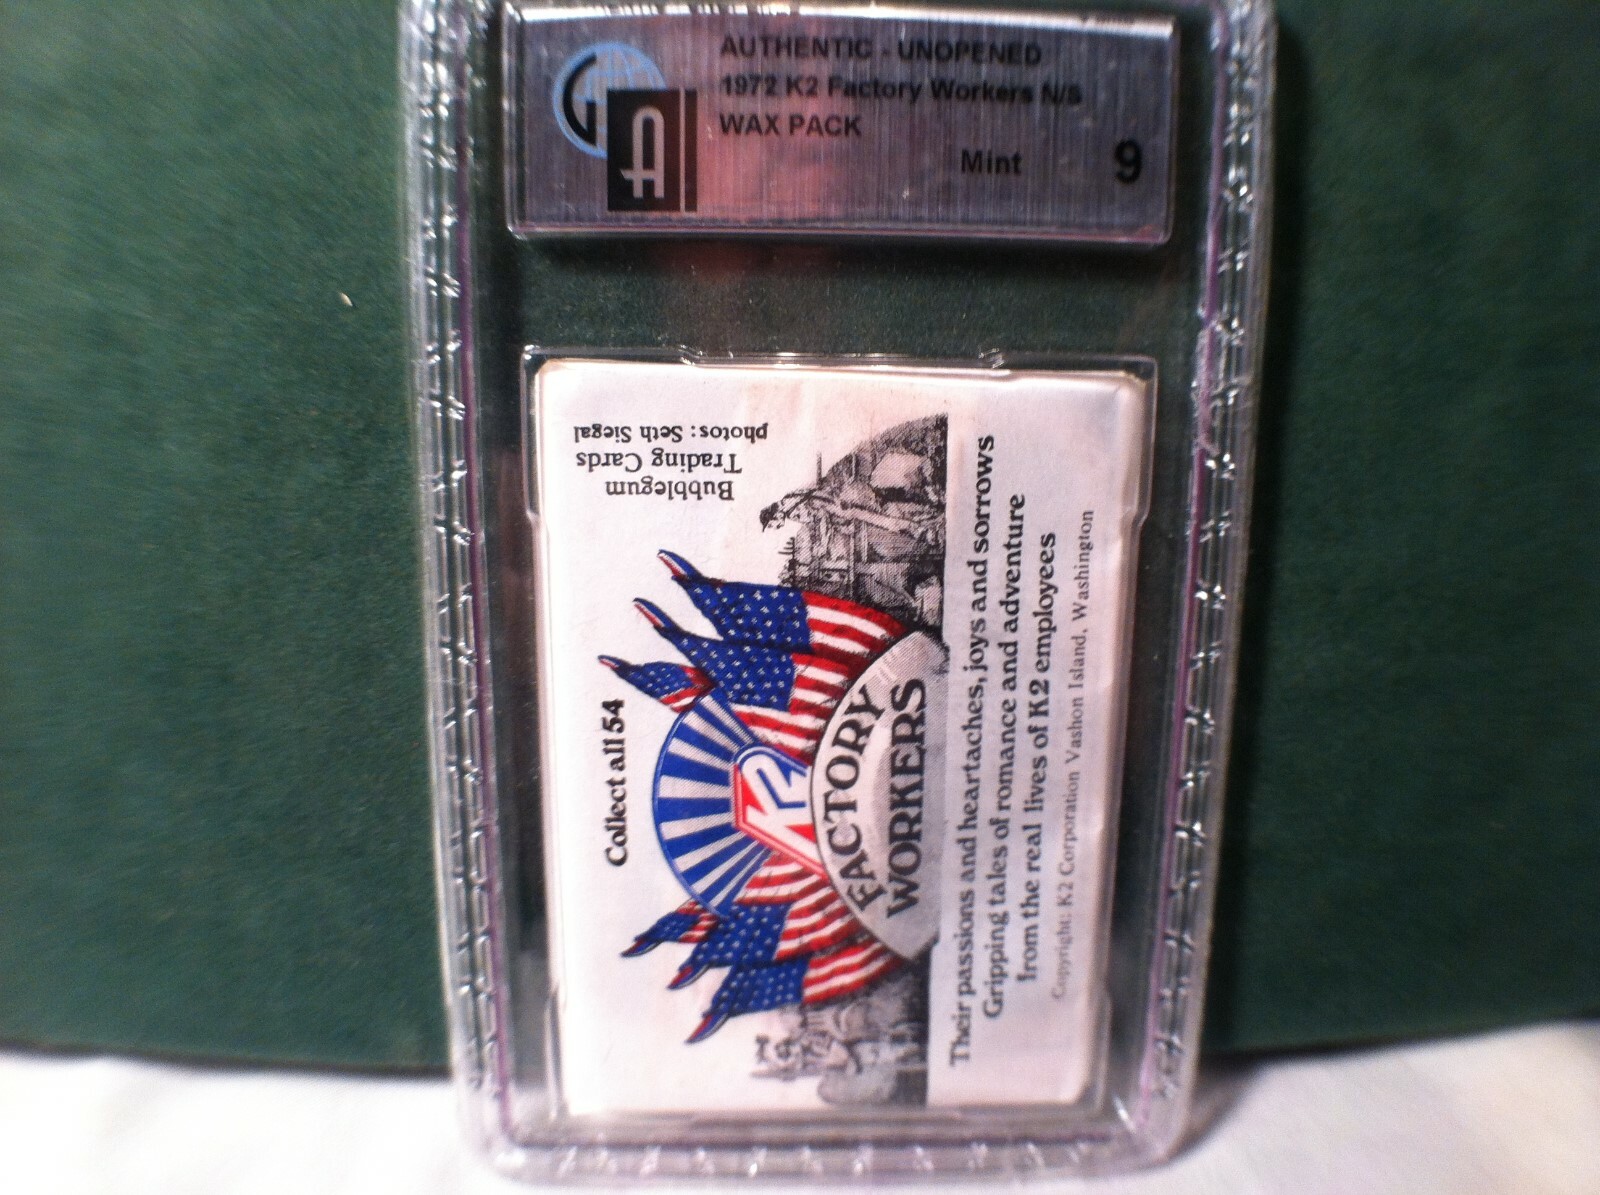 AUTHENTIC - UNOPENED
1972 K2 Factory Workers N/S
WAX PACK
Mint 9
GA
Bubblegum
Trading Cards
photos: Seth Siegal
Collect all 54
K2
FACTORY
WORKERS
Their passions and heartaches, joys and sorrows
Gripping tales of romance and adventure
from the real lives of K2 employees
Copyright: K2 Corporation Vashon Island, Washington